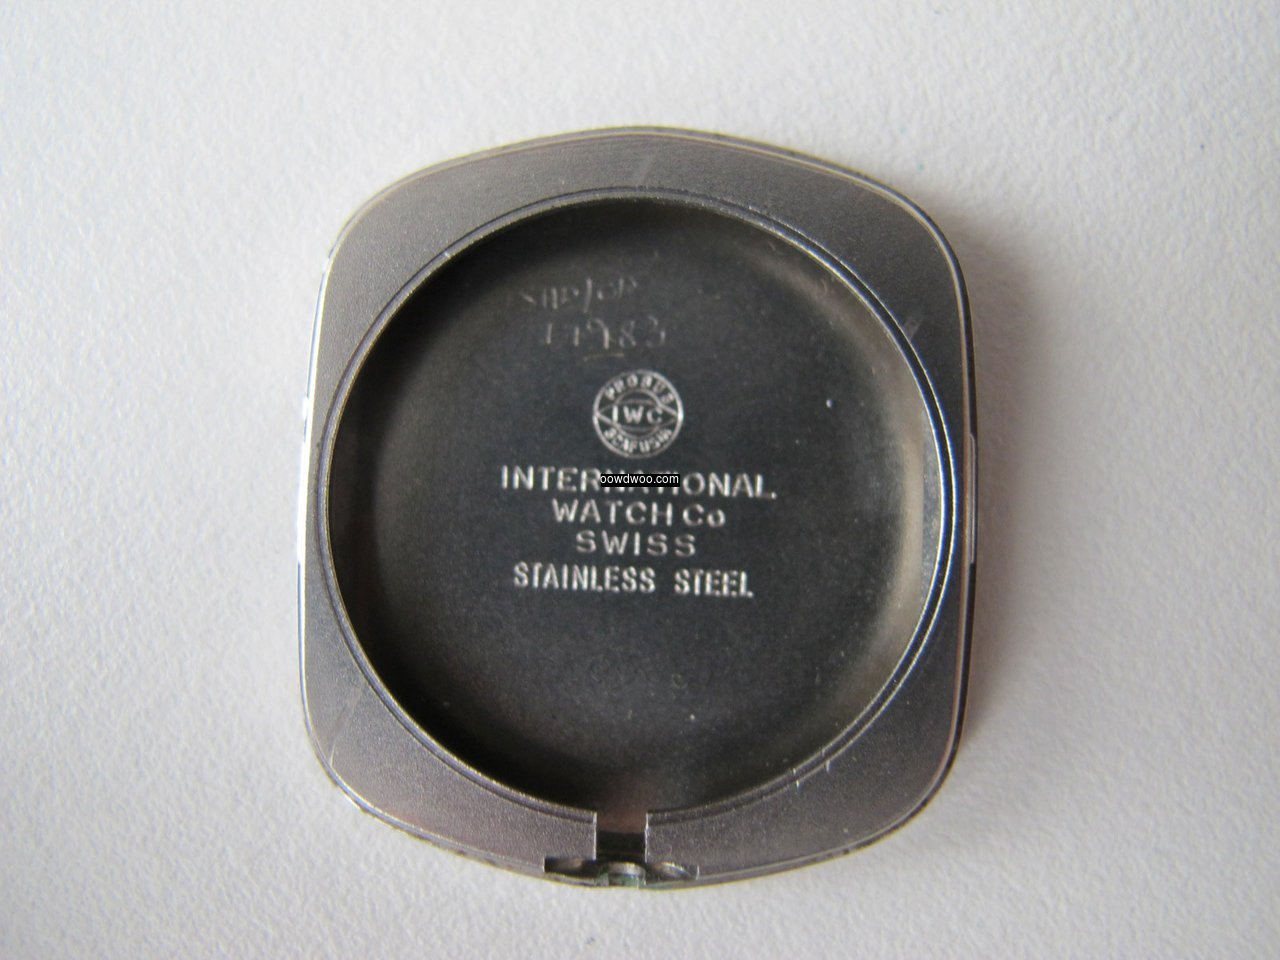 PROBUS
IWC
SCAFUSIA
INTERNATIONAL
oowdwoo.com
WATCH Co
SWISS
STAINLESS STEEL